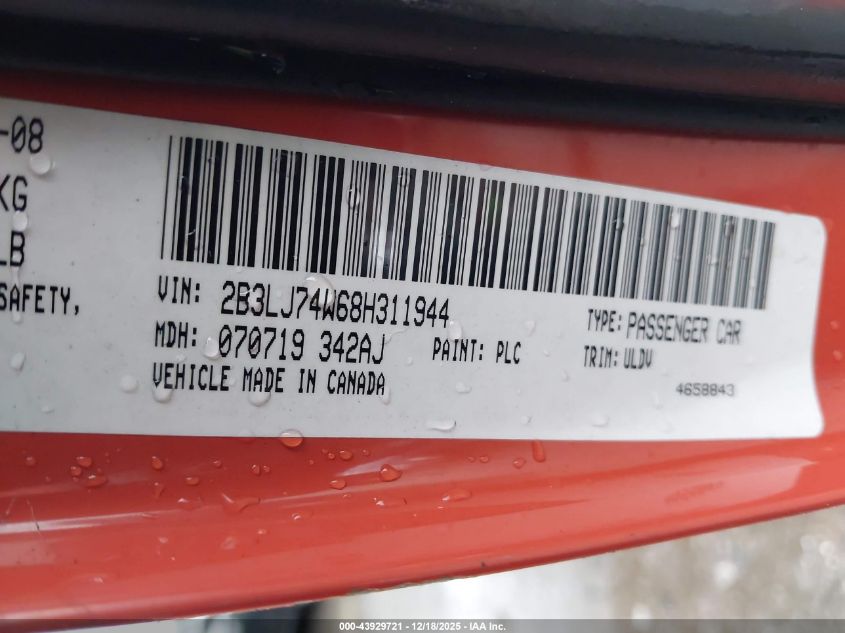 -08
KG
LB
SAFETY,
VIN: 2B3LJ74W68H311944
TYPE: PASSENGER CAR
MDH: 070719 342AJ
PAINT: PLC
TRIM: ULDV
VEHICLE MADE IN CANADA
4658843
000-43929721 - 12/18/2025 - IAA Inc.